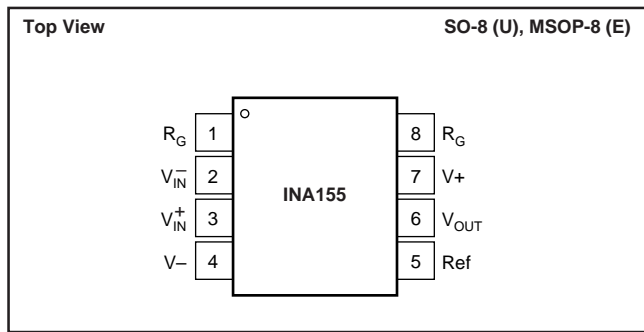 Top View SO-8 (U), MSOP-8 (E)
R_G 1 8 R_G
V_IN^– 2 7 V+
INA155
V_IN^+ 3 6 V_OUT
V– 4 5 Ref